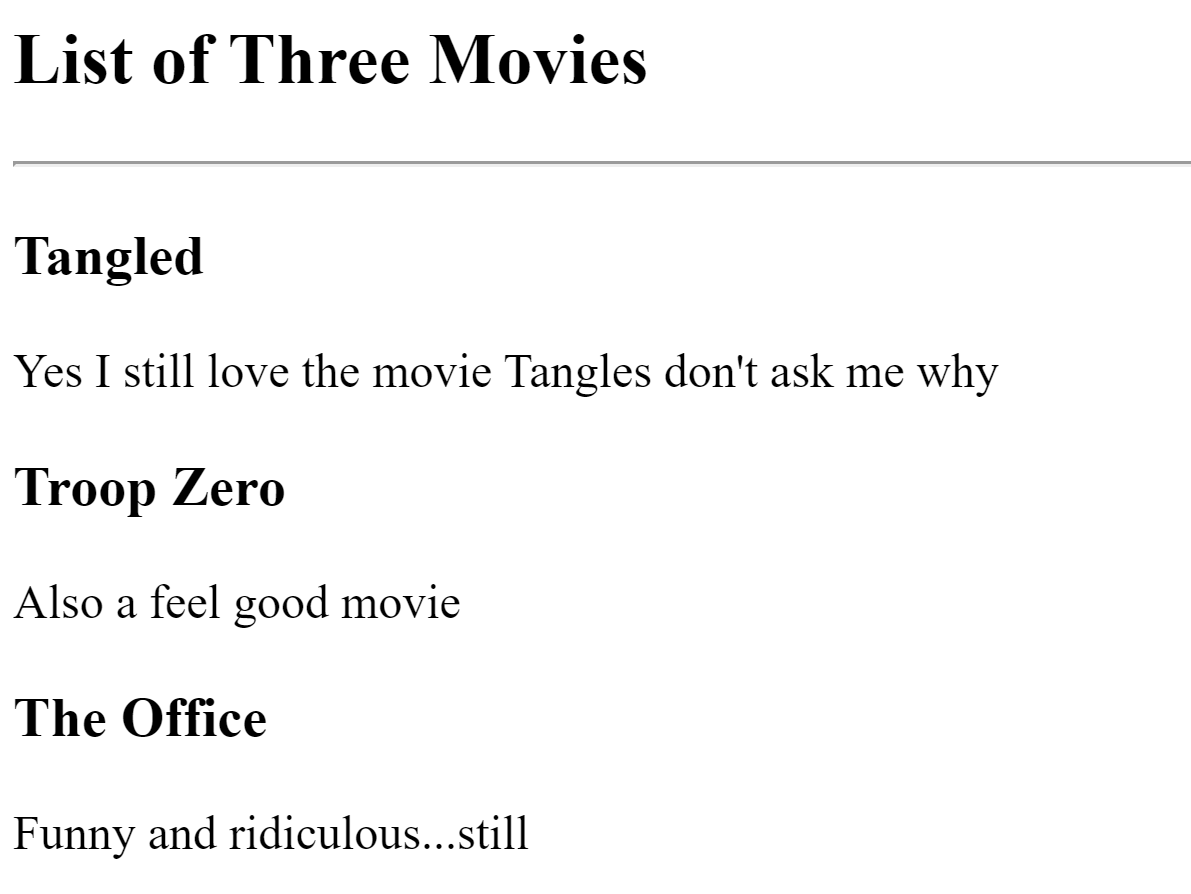 List of Three Movies
Tangled
Yes I still love the movie Tangles don't ask me why
Troop Zero
Also a feel good movie
The Office
Funny and ridiculous...still